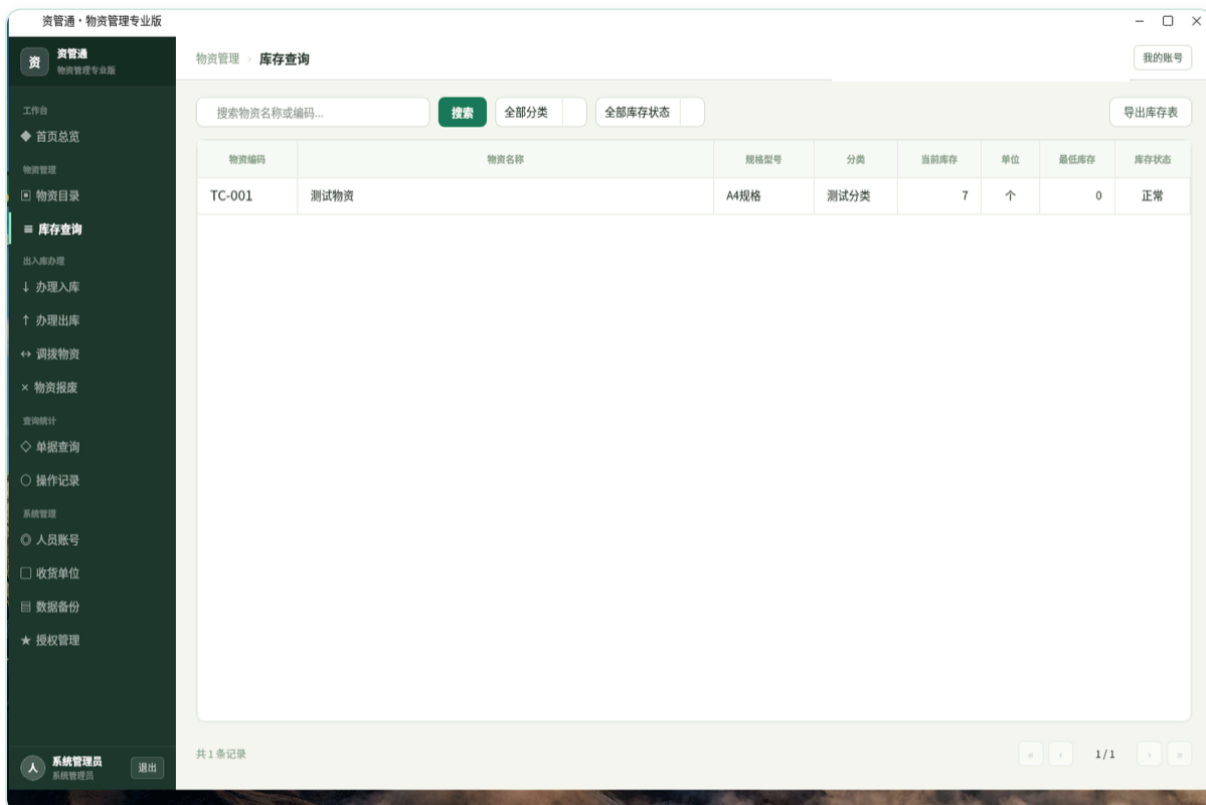 资管通・物资管理专业版
资
资管通
物资管理专业版
物资管理 › 库存查询
我的账号
工作台
◆ 首页总览
物资管理
物资目录
≡ 库存查询
出入库办理
↓ 办理入库
↑ 办理出库
↔ 调拨物资
× 物资报废
查询统计
◇ 单据查询
○ 操作记录
系统管理
◎ 人员账号
□ 收货单位
数据备份
★ 授权管理
人
系统管理员
系统管理员
退出
搜索物资名称或编码...
搜索
全部分类
全部库存状态
导出库存表
物资编码 物资名称 规格型号 分类 当前库存 单位 最低库存 库存状态
TC-001 测试物资 A4规格 测试分类 7 个 0 正常
共 1 条记录
« ‹ 1 / 1 › »